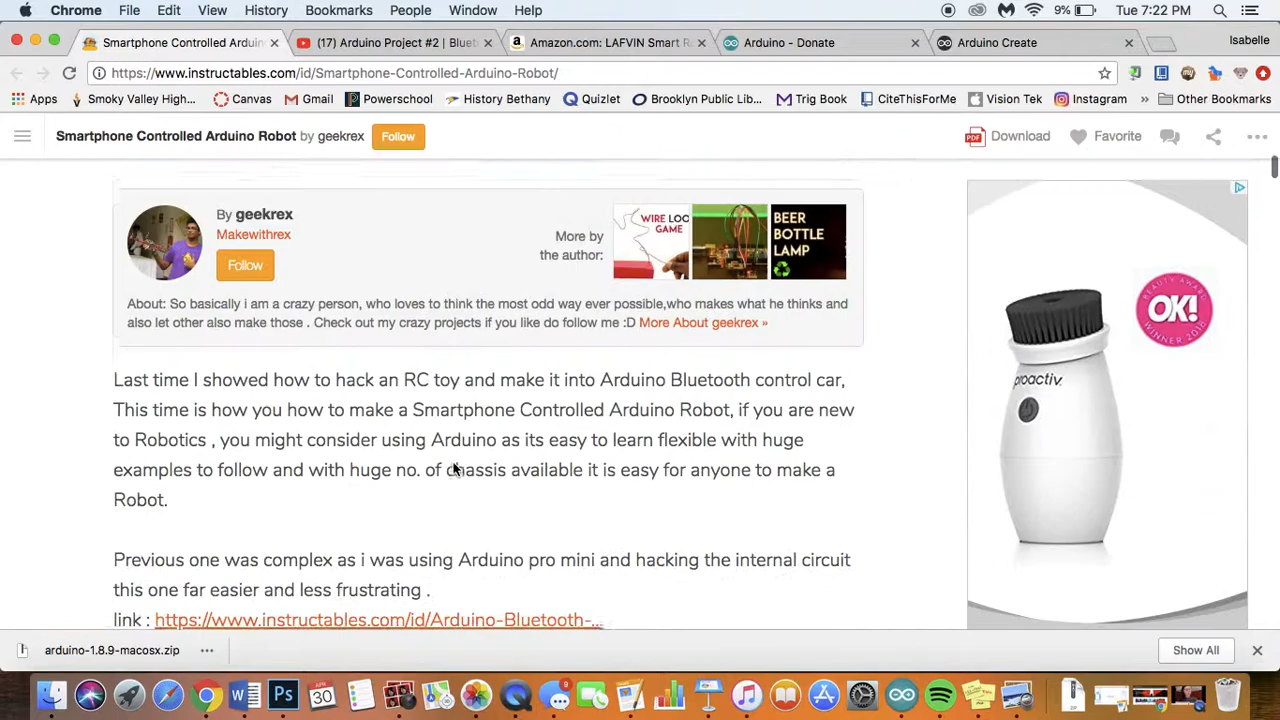 Chrome File Edit View History Bookmarks People Window Help 9% Tue 7:22 PM
Smartphone Controlled Arduin (17) Arduino Project #2 | Bluet Amazon.com: LAFVIN Smart R Arduino - Donate Arduino Create Isabelle
https://www.instructables.com/id/Smartphone-Controlled-Arduino-Robot/
Apps Smoky Valley High... Canvas Gmail Powerschool History Bethany Quizlet Brooklyn Public Lib... Trig Book CiteThisForMe Vision Tek Instagram » Other Bookmarks
Smartphone Controlled Arduino Robot by geekrex Follow Download Favorite
By geekrex
Makewithrex
Follow
More by
the author:
WIRE LOO
GAME
BEER
BOTTLE
LAMP
About: So basically i am a crazy person, who loves to think the most odd way ever possible,who makes what he thinks and
also let other also make those . Check out my crazy projects if you like do follow me :D More About geekrex »
OK!
proactiv
Last time I showed how to hack an RC toy and make it into Arduino Bluetooth control car,
This time is how you how to make a Smartphone Controlled Arduino Robot, if you are new
to Robotics , you might consider using Arduino as its easy to learn flexible with huge
examples to follow and with huge no. of chassis available it is easy for anyone to make a
Robot.
Previous one was complex as i was using Arduino pro mini and hacking the internal circuit
this one far easier and less frustrating .
link : https://www.instructables.com/id/Arduino-Bluetooth-...
arduino-1.8.9-macosx.zip Show All
APR
30
9